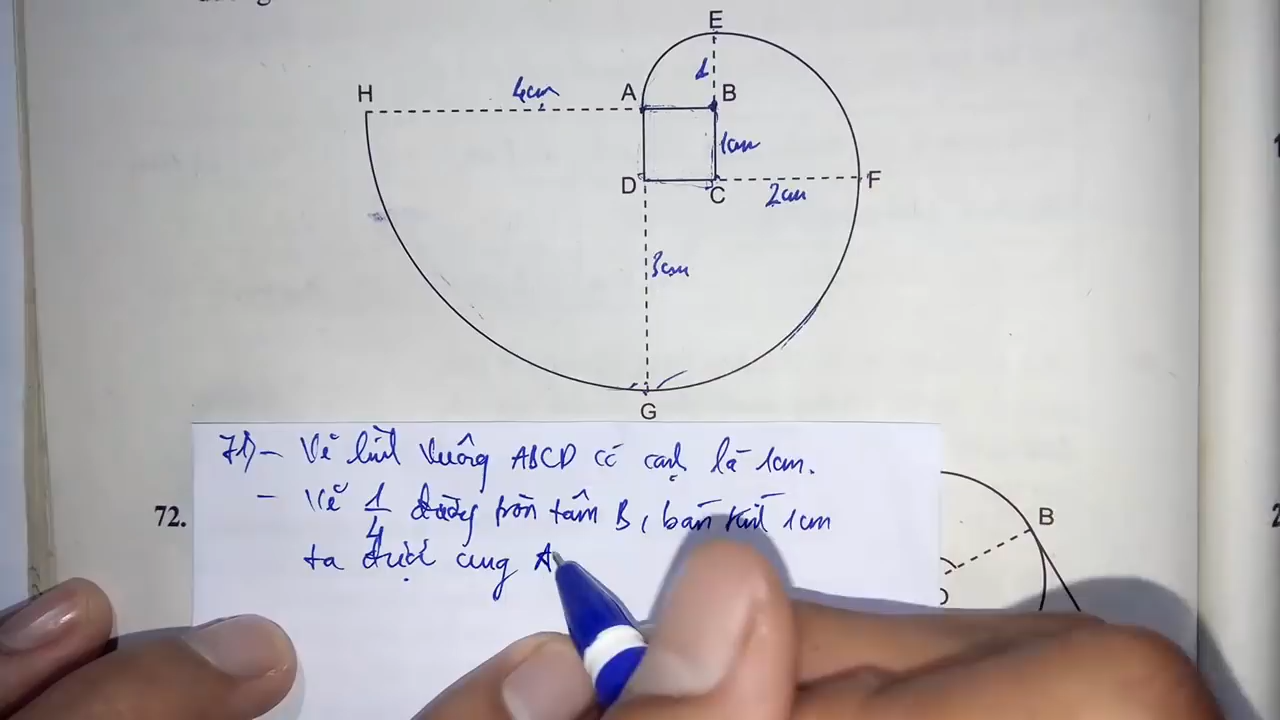 E
H
4cm
A
1
B
1cm
D
C
2cm
F
3cm
G
71) - Vẽ hình vuông ABCD có cạnh là 1cm.
- Vẽ 1/4 đường tròn tâm B, bán kính 1cm
ta được cung A
72.
B